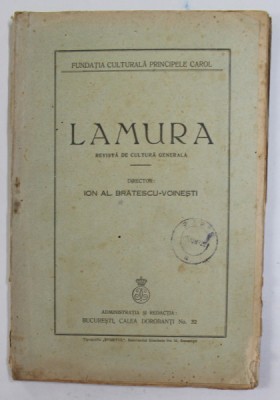 FUNDAȚIA CULTURALĂ PRINCIPELE CAROL
LAMURA
REVISTĂ DE CULTURĂ GENERALĂ
DIRECTOR:
ION AL. BRĂTESCU-VOINEȘTI
ADMINISTRAȚIA ȘI REDACȚIA:
BUCUREȘTI, CALEA DOROBANȚI No.